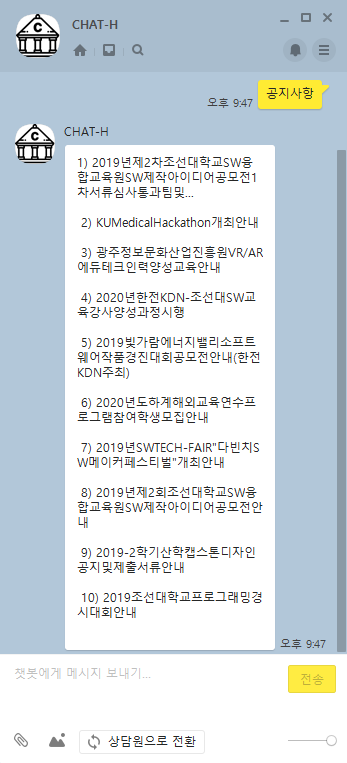 CHAT-H
공지사항
오후 9:47
CHAT-H
1) 2019년제2차조선대학교SW융
합교육원SW제작아이디어공모전1
차서류심사통과팀및...
2) KUMedicalHackathon개최안내
3) 광주정보문화산업진흥원VR/AR
에듀테크인력양성교육안내
4) 2020년한전KDN-조선대SW교
육강사양성과정시행
5) 2019빛가람에너지밸리소프트
웨어작품경진대회공모전안내(한전
KDN주최)
6) 2020년도하계해외교육연수프
로그램참여학생모집안내
7) 2019년SWTECH-FAIR"다빈치S
W메이커페스티벌"개최안내
8) 2019년제2회조선대학교SW융
합교육원SW제작아이디어공모전안
내
9) 2019-2학기산학캡스톤디자인
공지및제출서류안내
10) 2019조선대학교프로그래밍경
시대회안내
오후 9:47
챗봇에게 메시지 보내기...
전송
상담원으로 전환